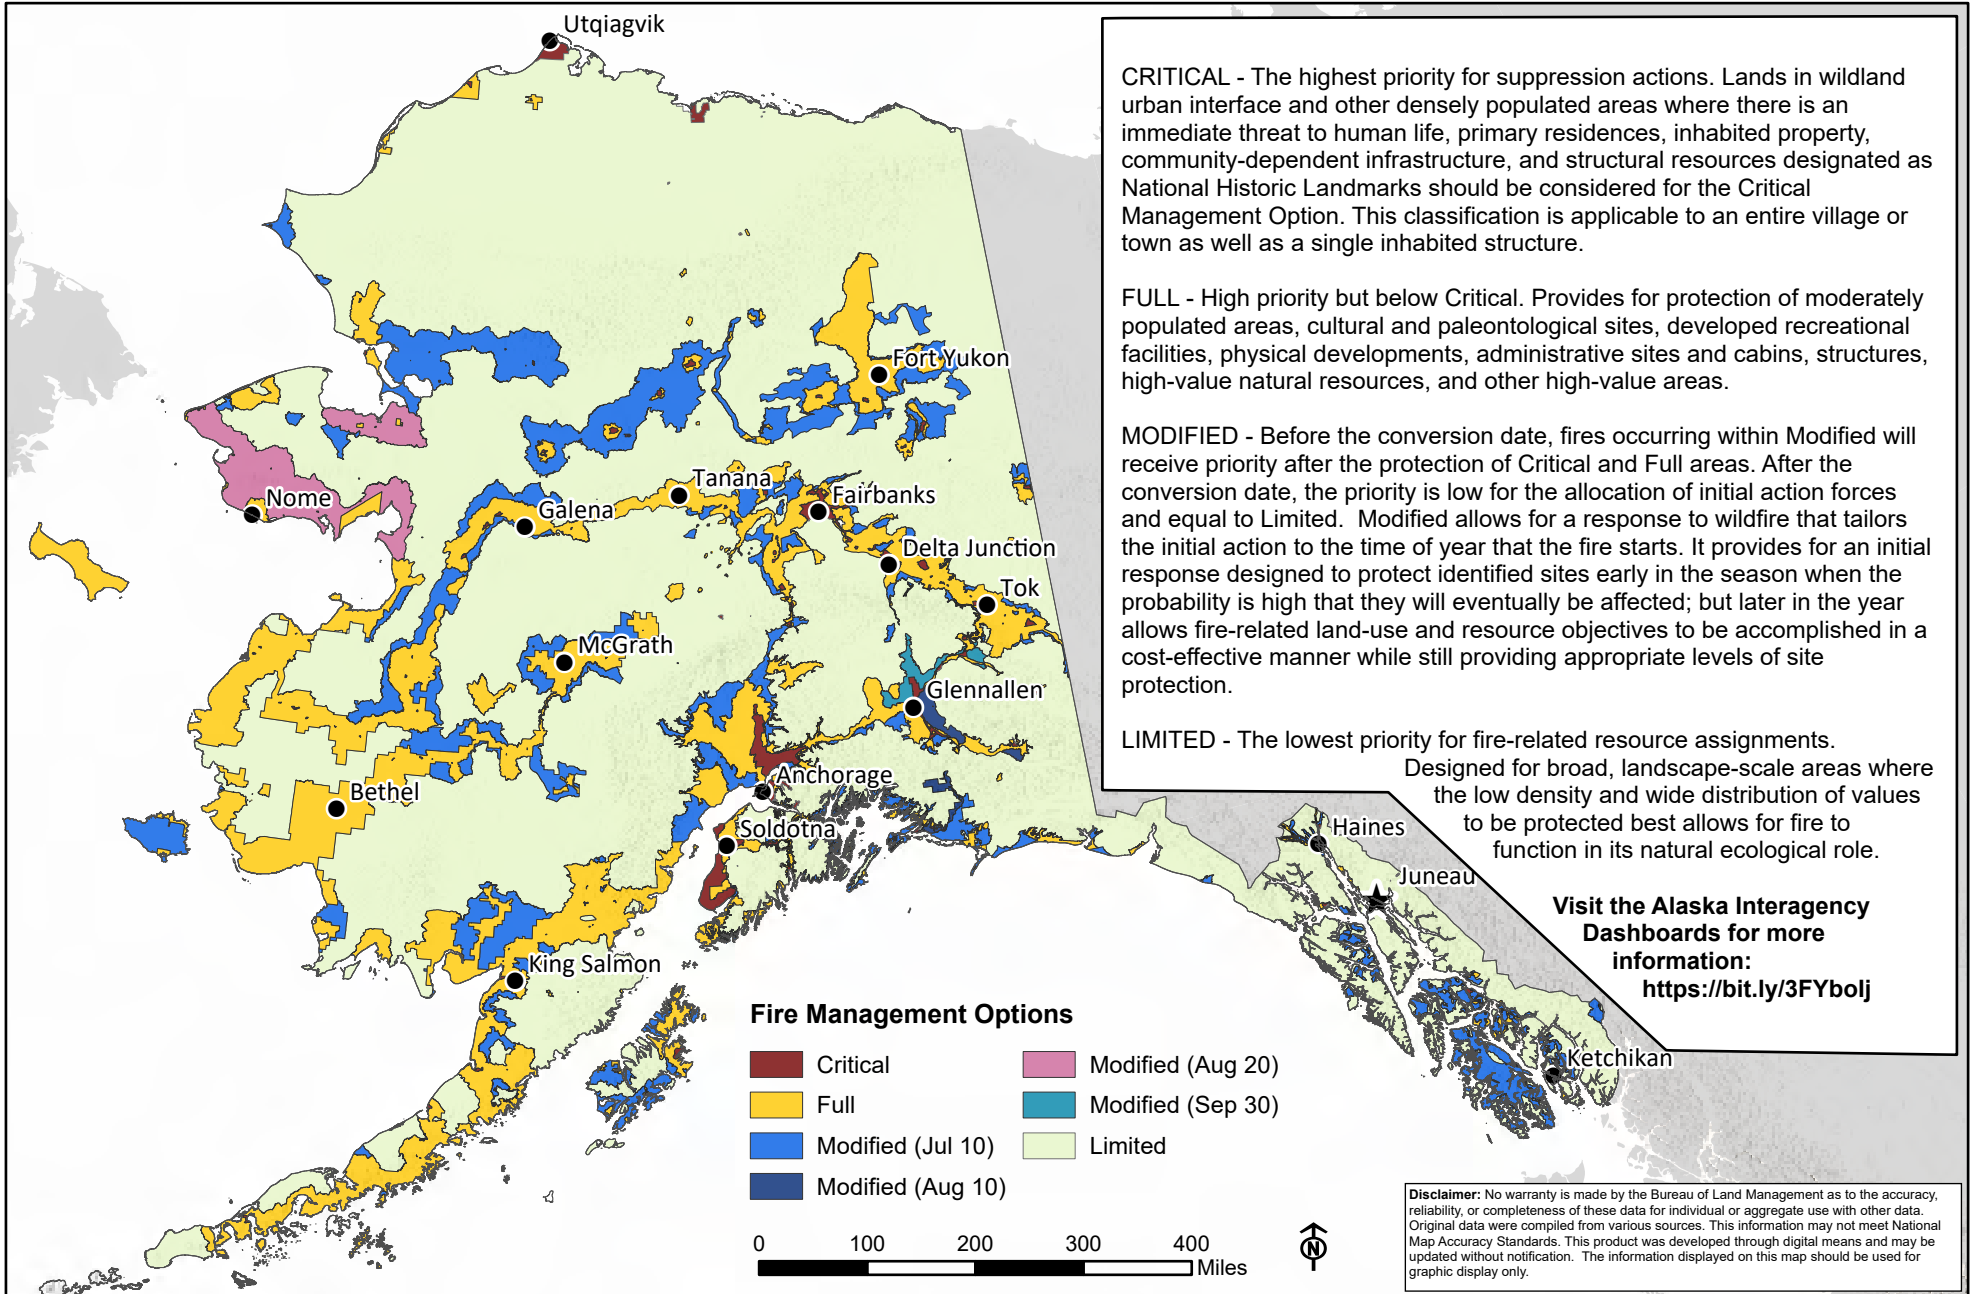 Utqiagvik
Fort Yukon
Nome
Tanana
Galena
Fairbanks
Delta Junction
Tok
McGrath
Glennallen
Bethel
Anchorage
Soldotna
King Salmon
Haines
Juneau
Ketchikan
CRITICAL - The highest priority for suppression actions. Lands in wildland
urban interface and other densely populated areas where there is an
immediate threat to human life, primary residences, inhabited property,
community-dependent infrastructure, and structural resources designated as
National Historic Landmarks should be considered for the Critical
Management Option. This classification is applicable to an entire village or
town as well as a single inhabited structure.
FULL - High priority but below Critical. Provides for protection of moderately
populated areas, cultural and paleontological sites, developed recreational
facilities, physical developments, administrative sites and cabins, structures,
high-value natural resources, and other high-value areas.
MODIFIED - Before the conversion date, fires occurring within Modified will
receive priority after the protection of Critical and Full areas. After the
conversion date, the priority is low for the allocation of initial action forces
and equal to Limited.  Modified allows for a response to wildfire that tailors
the initial action to the time of year that the fire starts. It provides for an initial
response designed to protect identified sites early in the season when the
probability is high that they will eventually be affected; but later in the year
allows fire-related land-use and resource objectives to be accomplished in a
cost-effective manner while still providing appropriate levels of site
protection.
LIMITED - The lowest priority for fire-related resource assignments.
Designed for broad, landscape-scale areas where
the low density and wide distribution of values
to be protected best allows for fire to
function in its natural ecological role.
Visit the Alaska Interagency
Dashboards for more
information:
https://bit.ly/3FYbolj
Fire Management Options
Critical
Full
Modified (Jul 10)
Modified (Aug 10)
Modified (Aug 20)
Modified (Sep 30)
Limited
0 100 200 300 400
Miles
N
Disclaimer: No warranty is made by the Bureau of Land Management as to the accuracy,
reliability, or completeness of these data for individual or aggregate use with other data.
Original data were compiled from various sources. This information may not meet National
Map Accuracy Standards. This product was developed through digital means and may be
updated without notification.  The information displayed on this map should be used for
graphic display only.